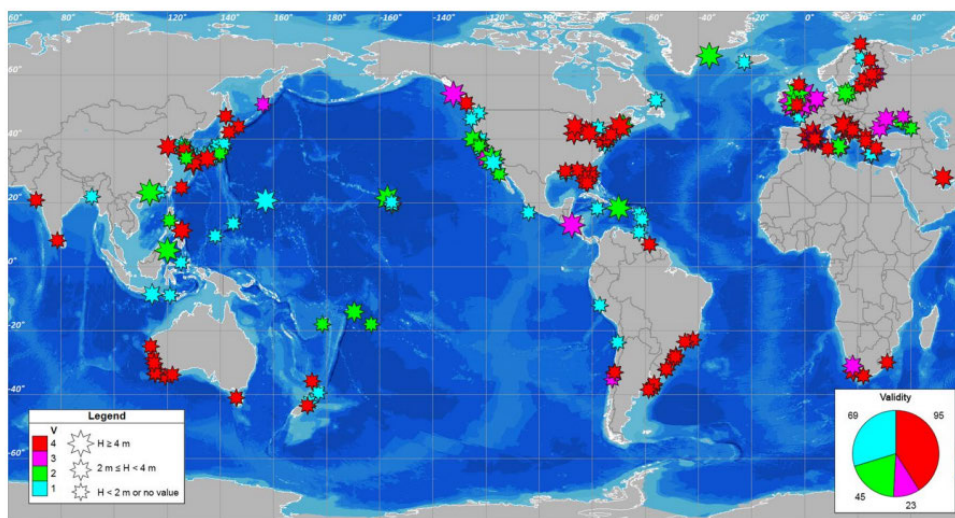 80° 100° 120° 140° 160° 180° -160° -140° -120° -100° -80° -60° -40° -20° 0° 20° 40°
60°
40°
20°
0°
-20°
-40°
-60°
Legend
V
4 H ≥ 4 m
3
2 2 m ≤ H < 4 m
1 H < 2 m or no value
Validity
69 95
45 23